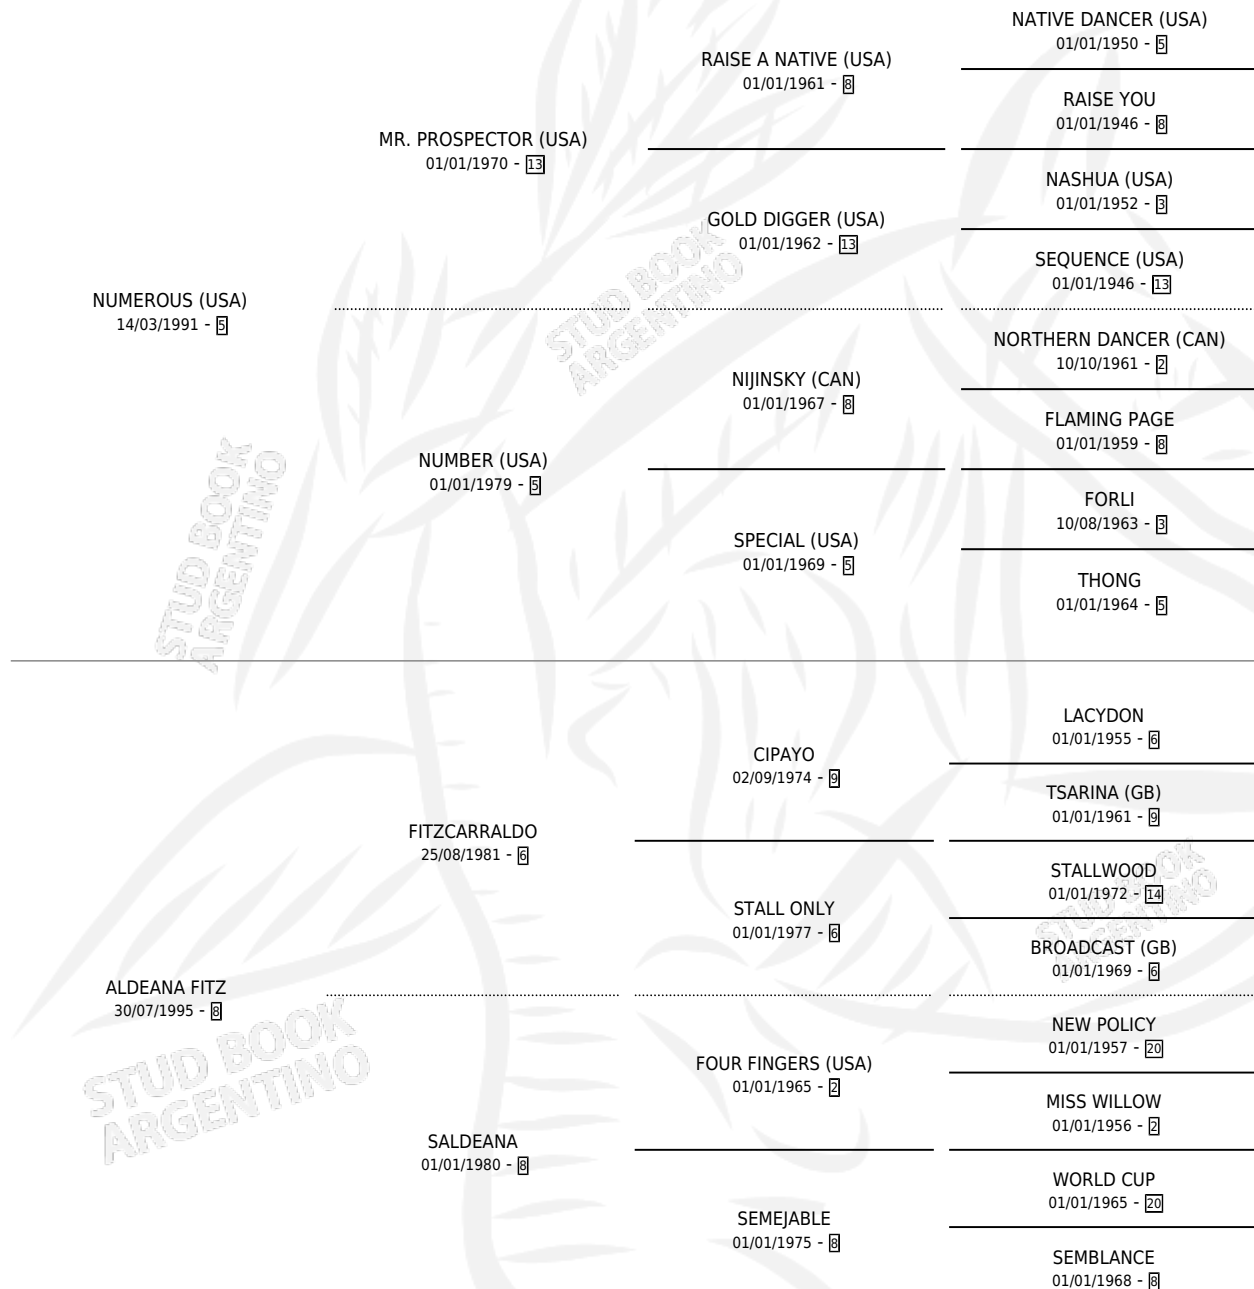 NUMEROUS (USA)
14/03/1991 - 5
MR. PROSPECTOR (USA)
01/01/1970 - 13
RAISE A NATIVE (USA)
01/01/1961 - 8
NATIVE DANCER (USA)
01/01/1950 - 5
RAISE YOU
01/01/1946 - 8
GOLD DIGGER (USA)
01/01/1962 - 13
NASHUA (USA)
01/01/1952 - 3
SEQUENCE (USA)
01/01/1946 - 13
NUMBER (USA)
01/01/1979 - 5
NIJINSKY (CAN)
01/01/1967 - 8
NORTHERN DANCER (CAN)
10/10/1961 - 2
FLAMING PAGE
01/01/1959 - 8
SPECIAL (USA)
01/01/1969 - 5
FORLI
10/08/1963 - 3
THONG
01/01/1964 - 5
ALDEANA FITZ
30/07/1995 - 8
FITZCARRALDO
25/08/1981 - 6
CIPAYO
02/09/1974 - 9
LACYDON
01/01/1955 - 6
TSARINA (GB)
01/01/1961 - 9
STALL ONLY
01/01/1977 - 6
STALLWOOD
01/01/1972 - 14
BROADCAST (GB)
01/01/1969 - 6
SALDEANA
01/01/1980 - 8
FOUR FINGERS (USA)
01/01/1965 - 2
NEW POLICY
01/01/1957 - 20
MISS WILLOW
01/01/1956 - 2
SEMEJABLE
01/01/1975 - 8
WORLD CUP
01/01/1965 - 20
SEMBLANCE
01/01/1968 - 8
STUD BOOK
ARGENTINO
STUD BOOK
ARGENTINO
STUD BOOK
ARGENTINO
STUD BOOK
ARGENTINO